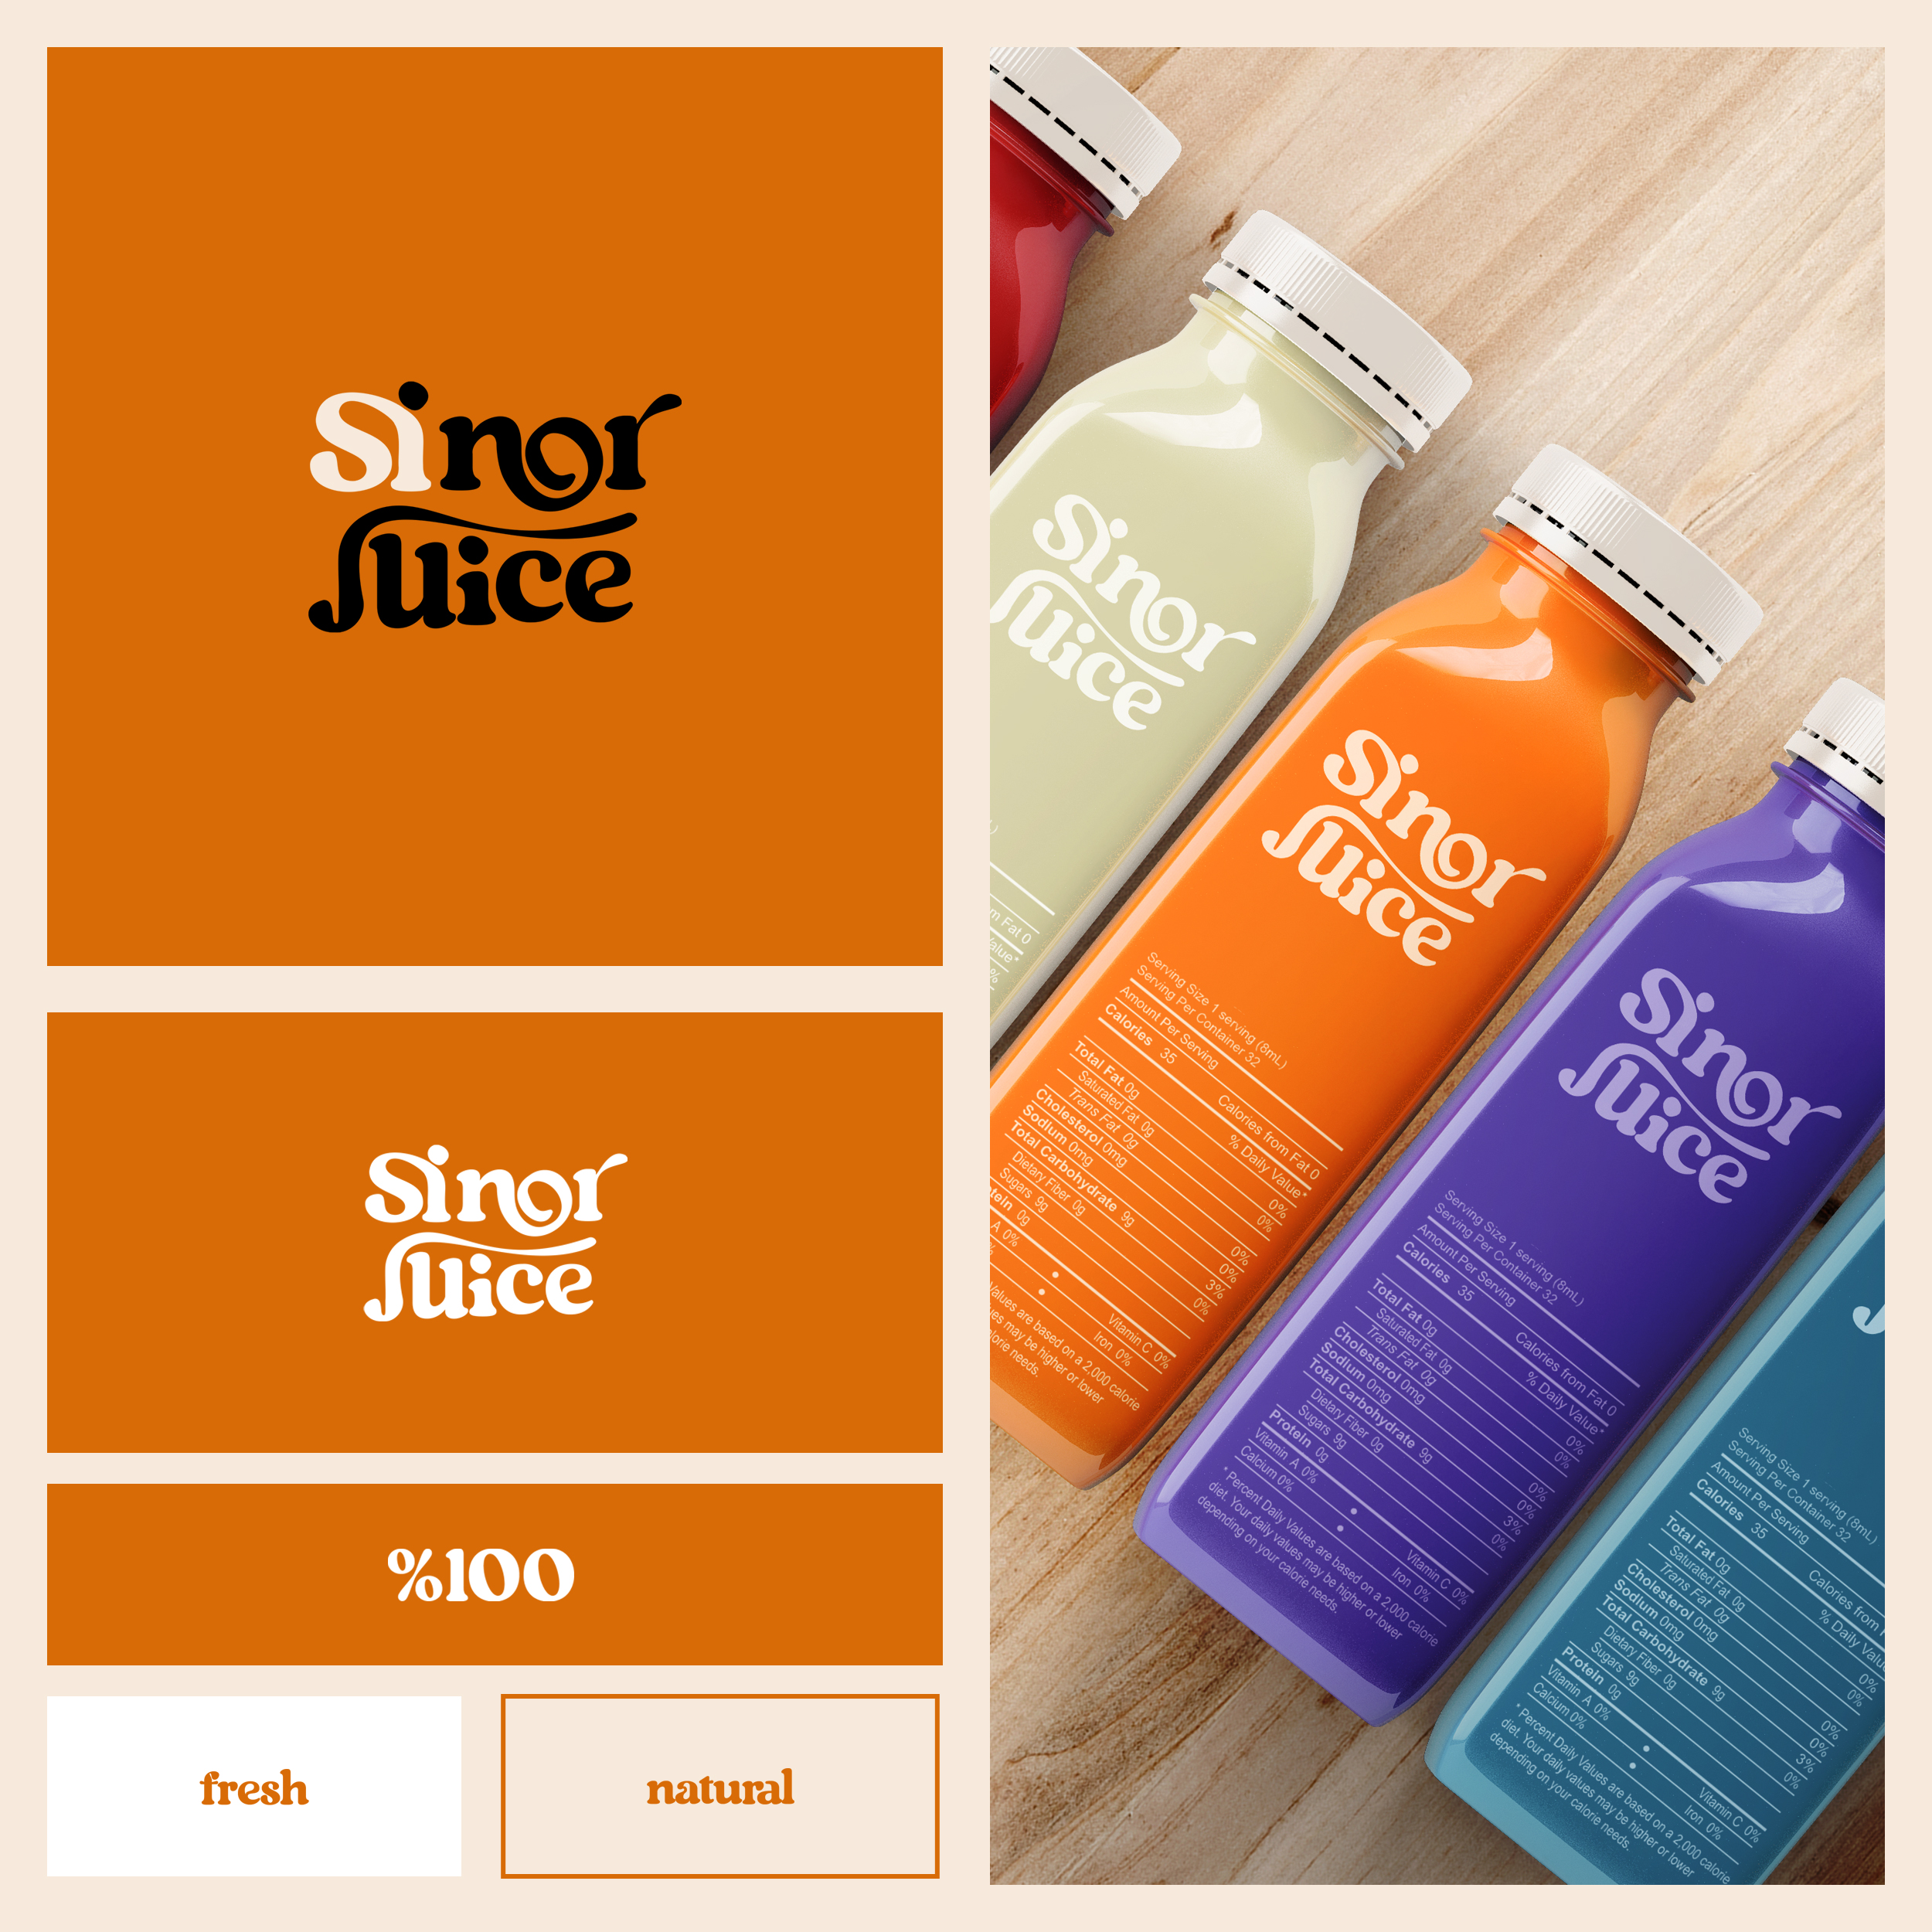 Sinor
Juice
Sinor
Juice
%100
fresh
natural
Sinor
Juice
m Fat 0
alue*
%
Sinor
Juice
Serving Size 1 serving (8mL)
Serving Per Container 32
Amount Per Serving
Calories 35 Calories from Fat 0
% Daily Value*
Total Fat 0g 0%
Saturated Fat 0g 0%
Trans Fat 0g
Cholesterol 0mg 0%
Sodium 0mg 0%
Total Carbohydrate 9g 3%
Dietary Fiber 0g 0%
Sugars 9g
otein 0g
A 0% • Vitamin C 0%
% • Iron 0%
Values are based on a 2,000 calorie
ues may be higher or lower
alorie needs.
Sinor
Juice
Serving Size 1 serving (8mL)
Serving Per Container 32
Amount Per Serving
Calories 35 Calories from Fat 0
% Daily Value*
Total Fat 0g 0%
Saturated Fat 0g 0%
Trans Fat 0g
Cholesterol 0mg 0%
Sodium 0mg 0%
Total Carbohydrate 9g 3%
Dietary Fiber 0g 0%
Sugars 9g
Protein 0g
Vitamin A 0% • Vitamin C 0%
Calcium 0% • Iron 0%
* Percent Daily Values are based on a 2,000 calorie
diet. Your daily values may be higher or lower
depending on your calorie needs.
Serving Size 1 serving (8mL)
Serving Per Container 32
Amount Per Serving
Calories 35 Calories from
% Daily Valu
Total Fat 0g 0%
Saturated Fat 0g 0%
Trans Fat 0g
Cholesterol 0mg 0%
Sodium 0mg 0%
Total Carbohydrate 9g 3%
Dietary Fiber 0g 0%
Sugars 9g
Protein 0g
Vitamin A 0% • Vitamin C 0%
Calcium 0% • Iron 0%
* Percent Daily Values are based on a 2,000 calorie
diet. Your daily values may be higher or lower
depending on your calorie needs.